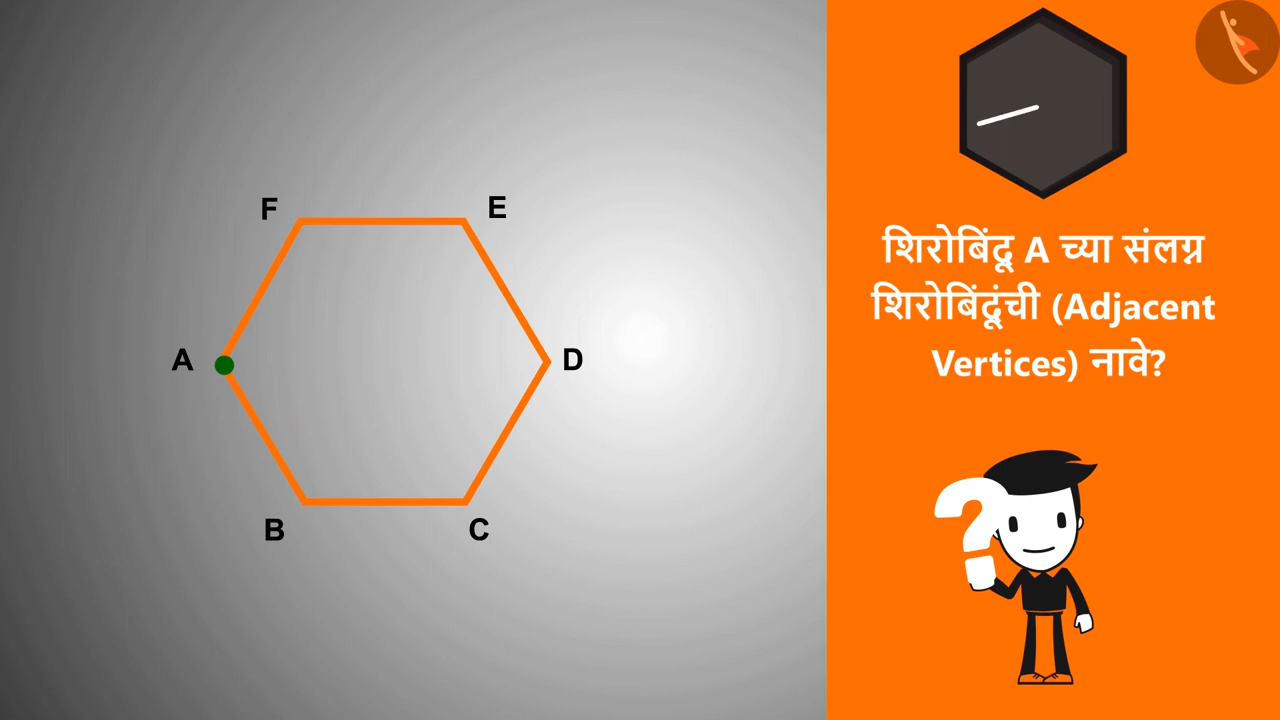 F
E
A
D
B
C
शिरोबिंदू A च्या संलग्न
शिरोबिंदूंची (Adjacent
Vertices) नावे?